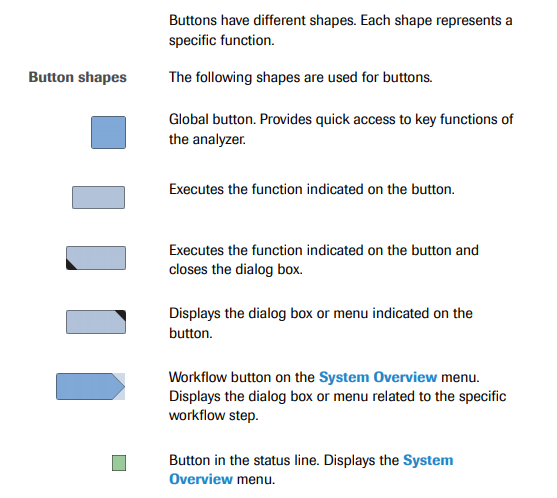 Buttons have different shapes. Each shape represents a
specific function.
Button shapes
The following shapes are used for buttons.
Global button. Provides quick access to key functions of
the analyzer.
Executes the function indicated on the button.
Executes the function indicated on the button and
closes the dialog box.
Displays the dialog box or menu indicated on the
button.
Workflow button on the System Overview menu.
Displays the dialog box or menu related to the specific
workflow step.
Button in the status line. Displays the System
Overview menu.